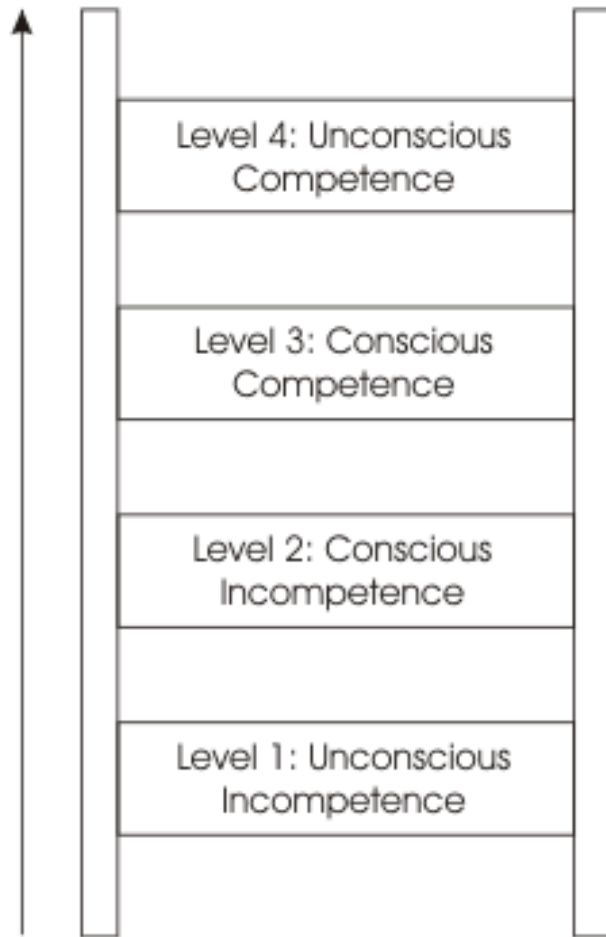 Level 4: Unconscious
Competence
Level 3: Conscious
Competence
Level 2: Conscious
Incompetence
Level 1: Unconscious
Incompetence